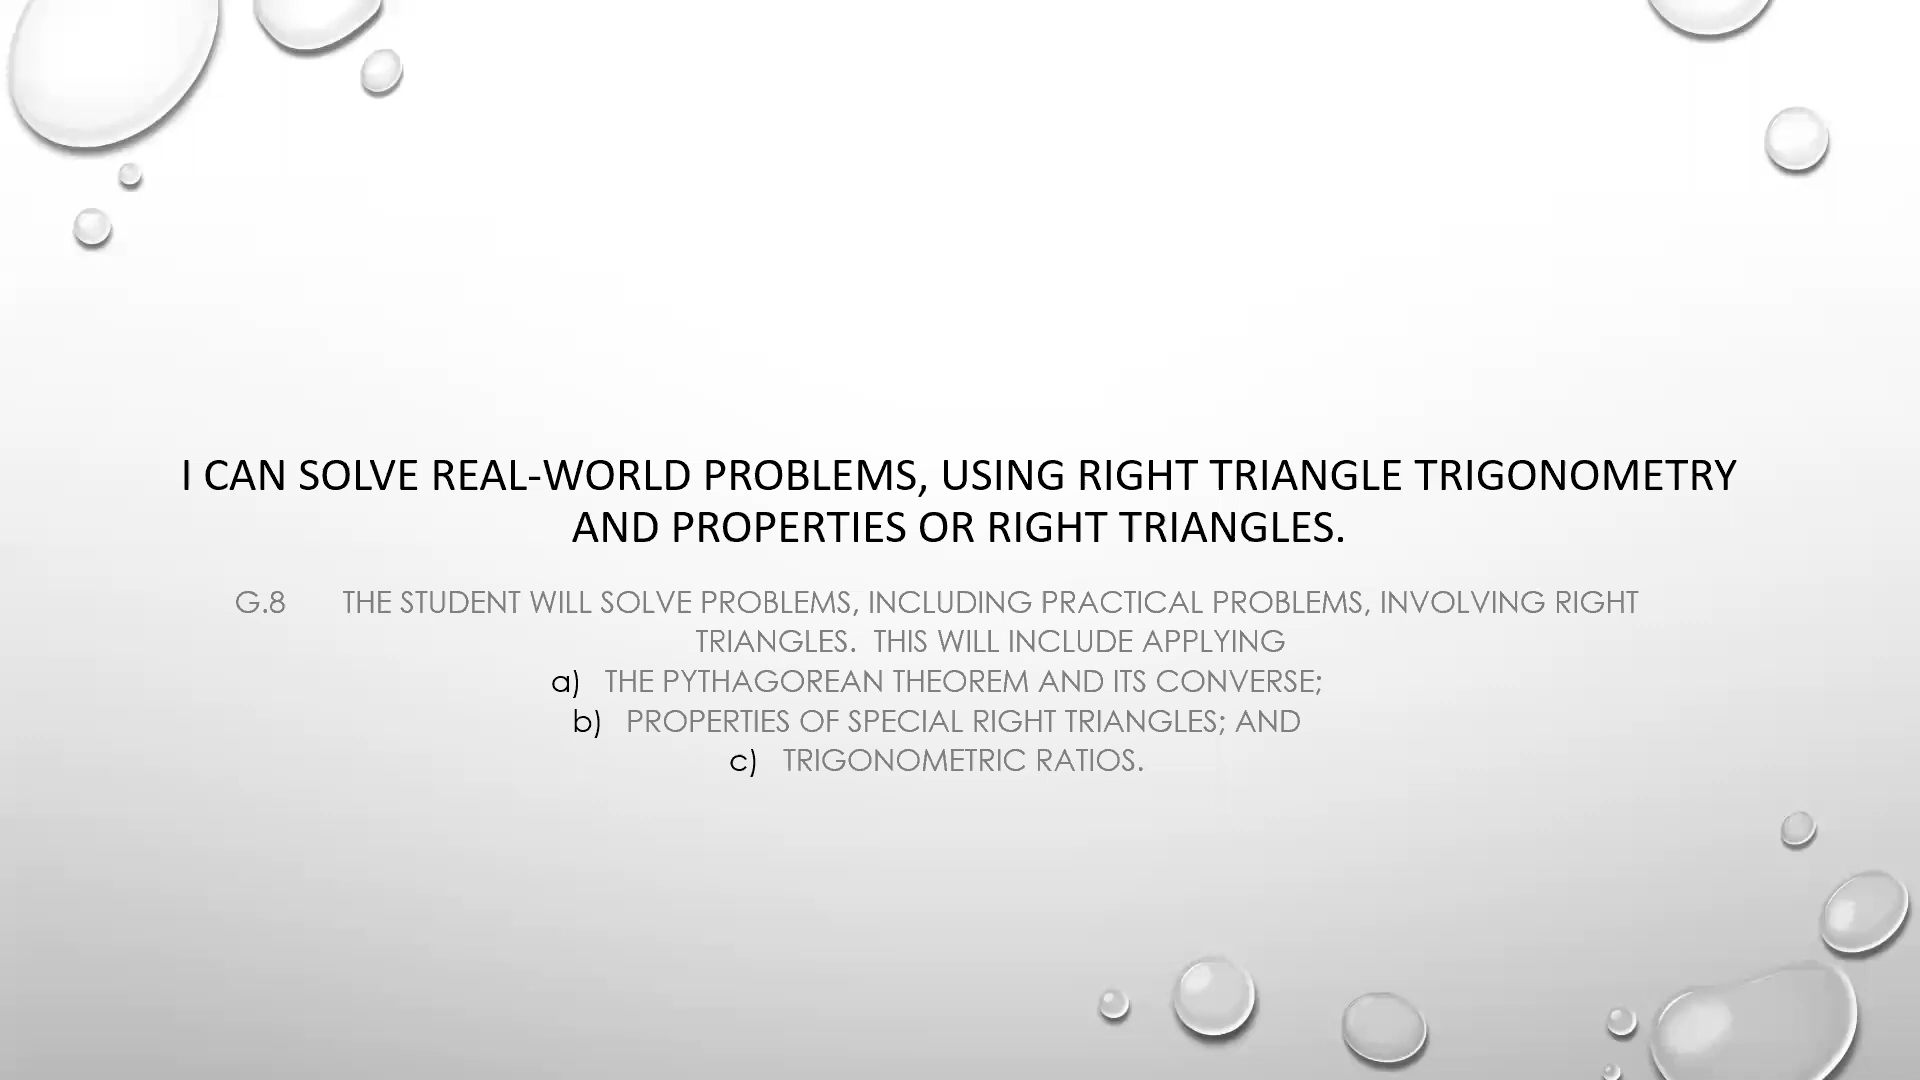 I CAN SOLVE REAL-WORLD PROBLEMS, USING RIGHT TRIANGLE TRIGONOMETRY
AND PROPERTIES OR RIGHT TRIANGLES.
G.8 THE STUDENT WILL SOLVE PROBLEMS, INCLUDING PRACTICAL PROBLEMS, INVOLVING RIGHT
TRIANGLES. THIS WILL INCLUDE APPLYING
a) THE PYTHAGOREAN THEOREM AND ITS CONVERSE;
b) PROPERTIES OF SPECIAL RIGHT TRIANGLES; AND
c) TRIGONOMETRIC RATIOS.